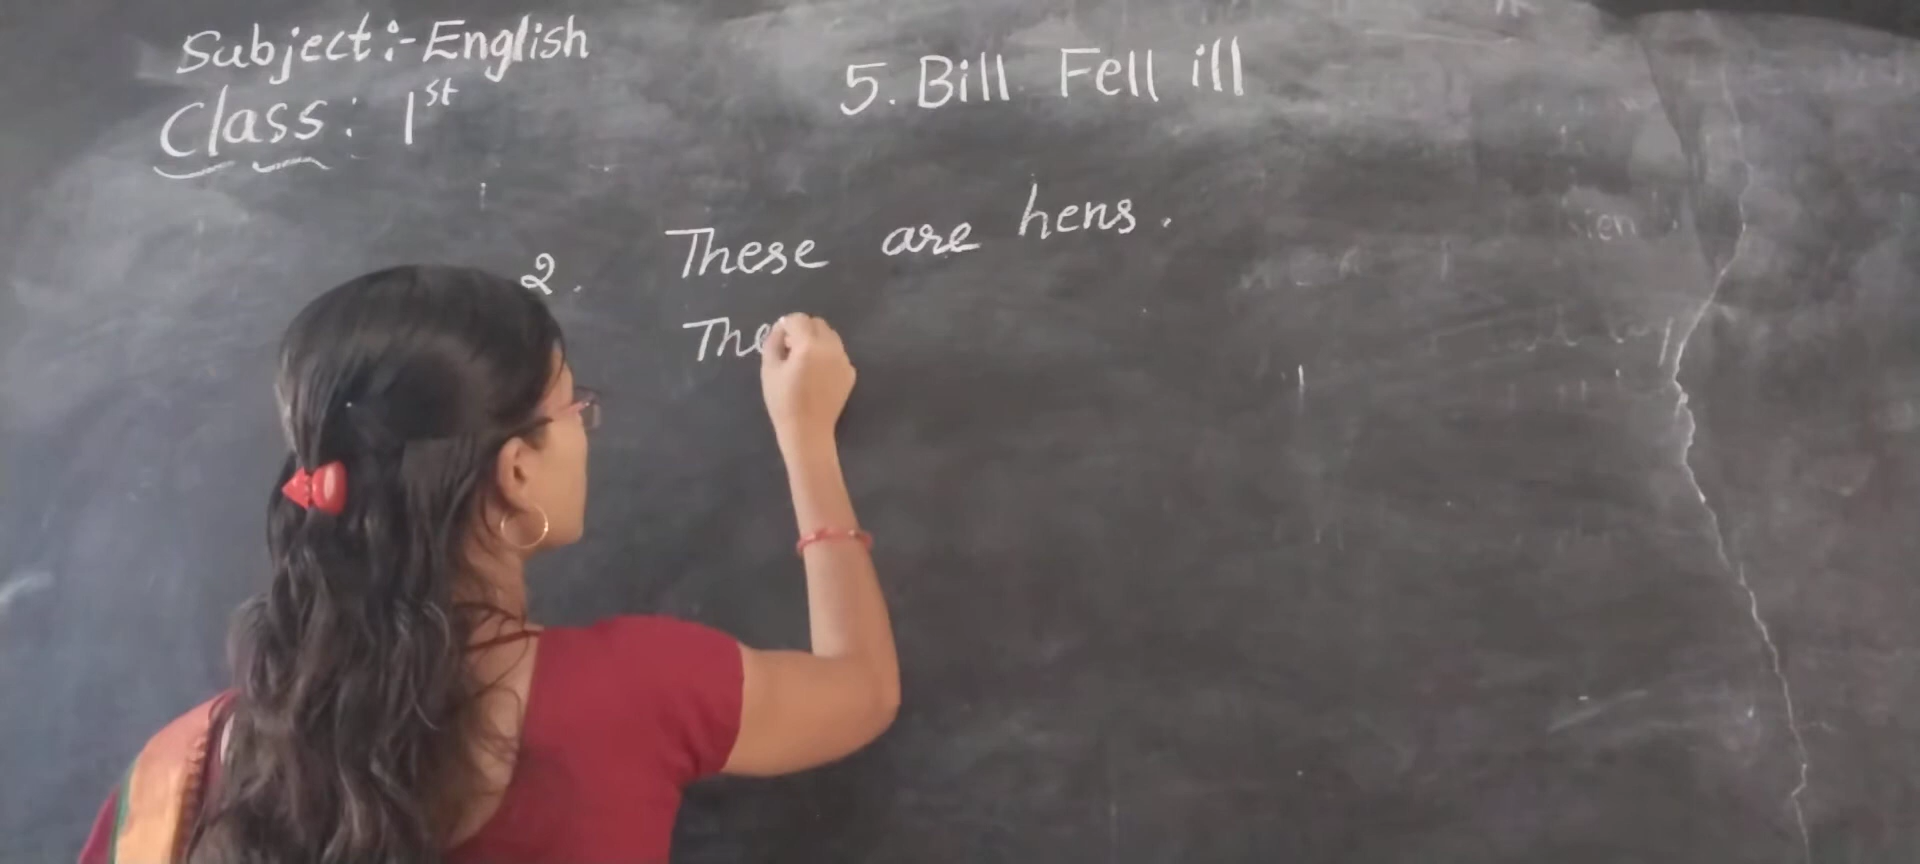 Subject:-English
Class: 1st
5. Bill Fell ill
2. These are hens.
The